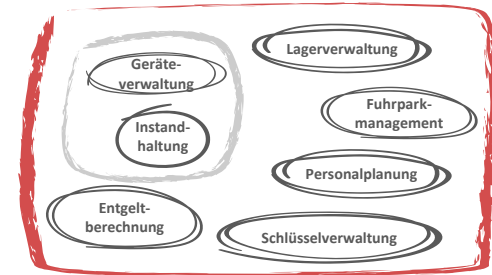 Geräte-
verwaltung
Instand-
haltung
Entgelt-
berechnung
Lagerverwaltung
Fuhrpark-
management
Personalplanung
Schlüsselverwaltung